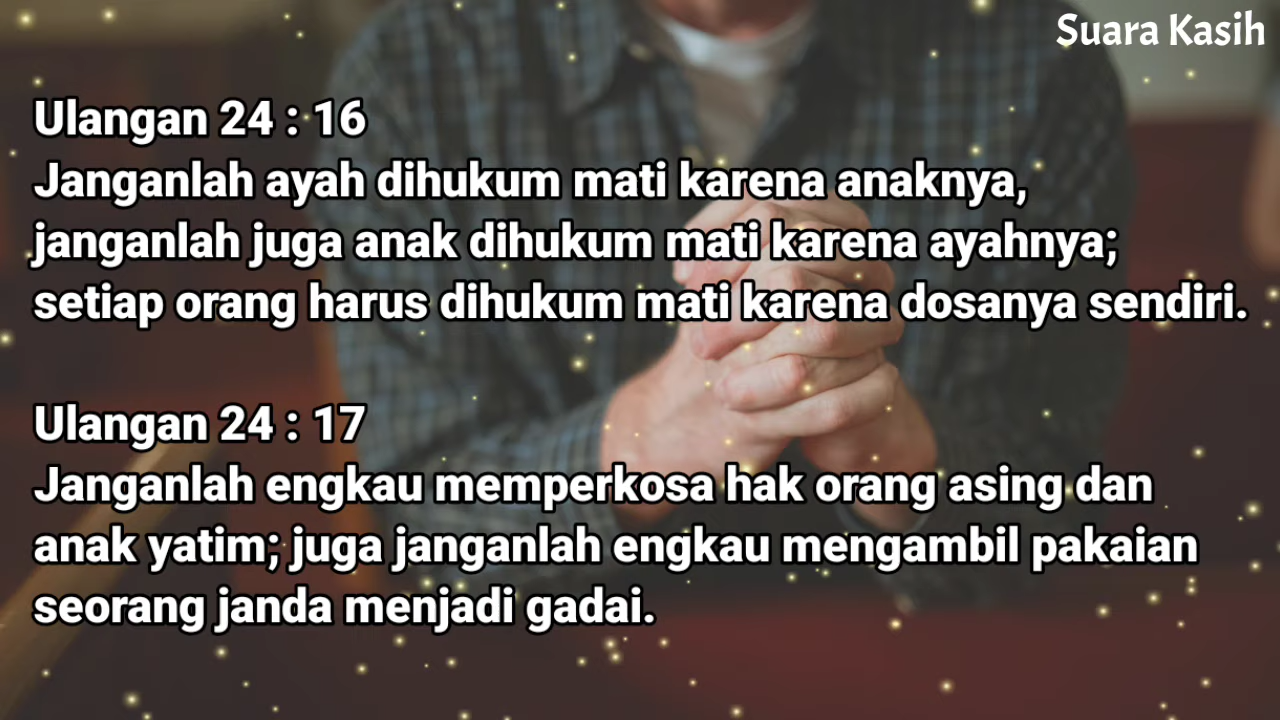 Suara Kasih
Ulangan 24 : 16
Janganlah ayah dihukum mati karena anaknya,
janganlah juga anak dihukum mati karena ayahnya;
setiap orang harus dihukum mati karena dosanya sendiri.
Ulangan 24 : 17
Janganlah engkau memperkosa hak orang asing dan
anak yatim; juga janganlah engkau mengambil pakaian
seorang janda menjadi gadai.